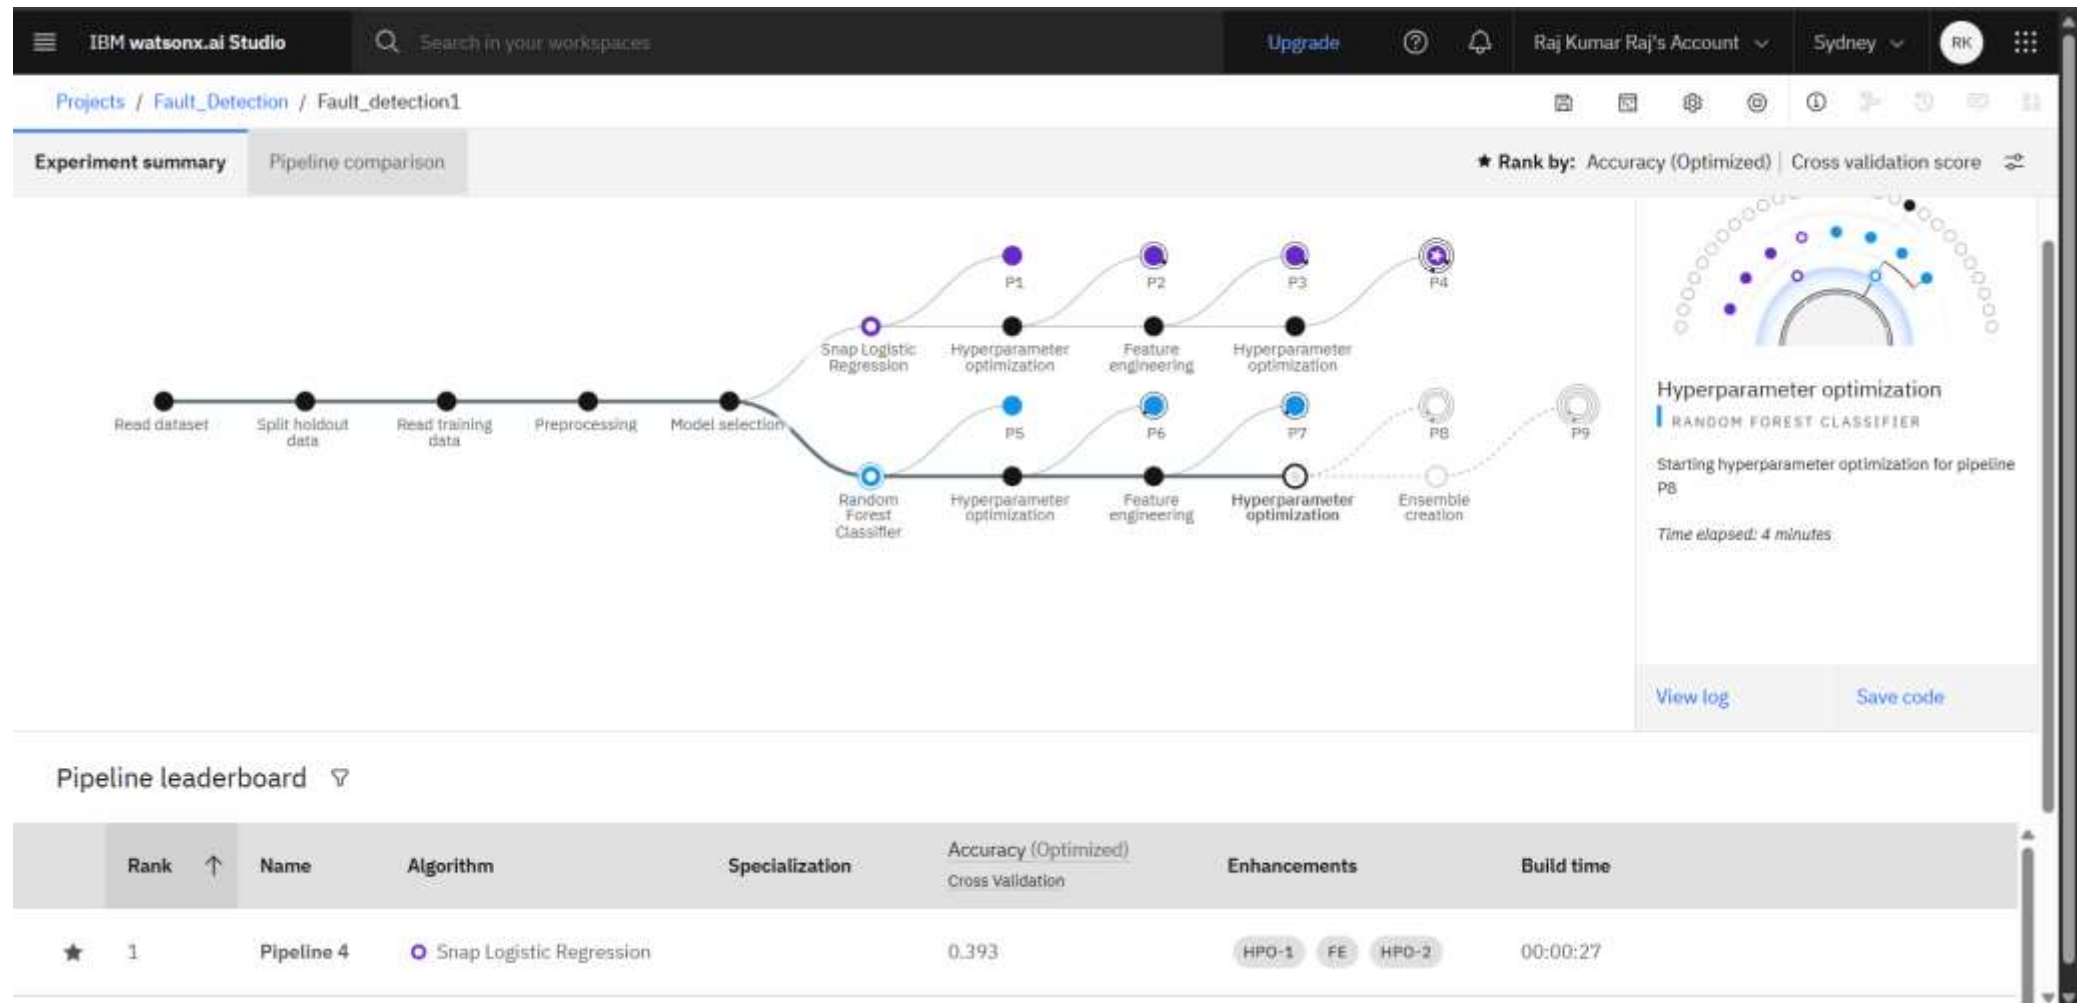 IBM watsonx.ai Studio
Search in your workspaces
Upgrade
Raj Kumar Raj's Account
Sydney
RK
Projects / Fault_Detection / Fault_detection1
Experiment summary
Pipeline comparison
★ Rank by: Accuracy (Optimized) | Cross validation score
P1
P2
P3
P4
Snap Logistic
Regression
Hyperparameter
optimization
Feature
engineering
Hyperparameter
optimization
Read dataset
Split holdout
data
Read training
data
Preprocessing
Model selection
P5
P6
P7
P8
P9
Random
Forest
Classifier
Hyperparameter
optimization
Feature
engineering
Hyperparameter
optimization
Ensemble
creation
Hyperparameter optimization
RANDOM FOREST CLASSIFIER
Starting hyperparameter optimization for pipeline
P8
Time elapsed: 4 minutes
View log
Save code
Pipeline leaderboard
Rank ↑ Name Algorithm Specialization Accuracy (Optimized) Enhancements Build time
Cross Validation
★ 1 Pipeline 4 Snap Logistic Regression 0.393 HPO-1 FE HPO-2 00:00:27